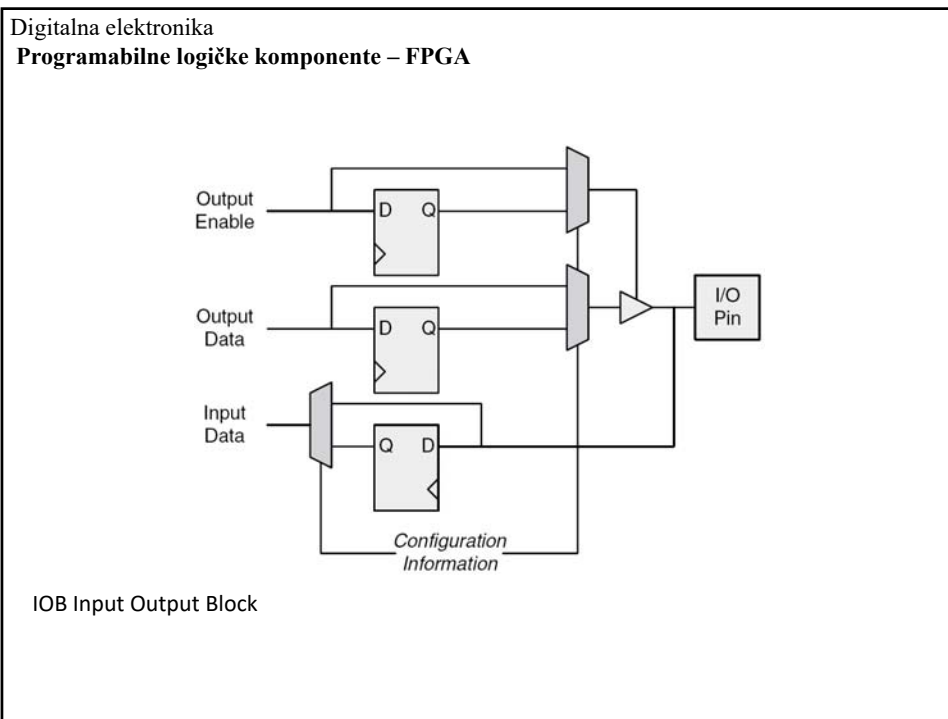 Digitalna elektronika
Programabilne logičke komponente – FPGA
Output
Enable
D Q
Output
Data
D Q
I/O
Pin
Input
Data
Q D
Configuration
Information
IOB Input Output Block